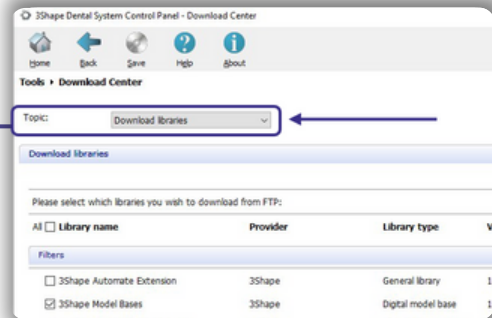 3Shape Dental System Control Panel - Download Center
Home Back Save Help About
Tools Download Center
Topic: Download libraries
Download libraries
Please select which libraries you wish to download from FTP:
All Library name Provider Library type
Filters
3Shape Automate Extension 3Shape General library 1
3Shape Model Bases 3Shape Digital model base 1